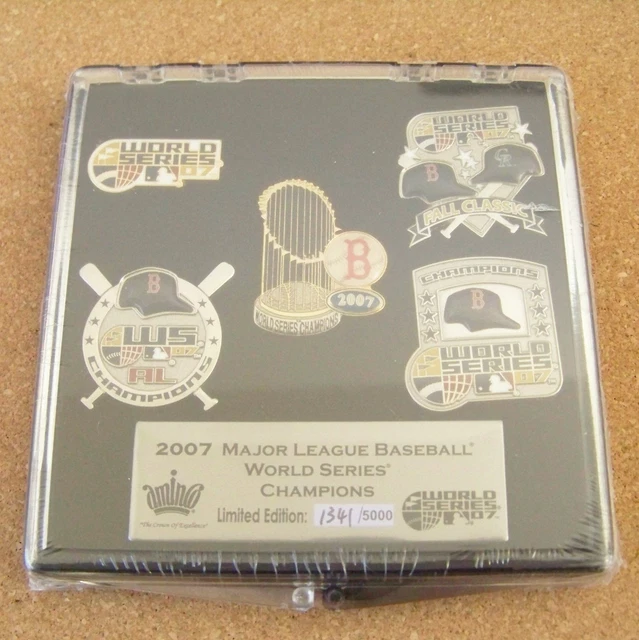 WORLD
SERIES
07
WORLD
SERIES 07
B
CR
FALL CLASSIC
B
2007
WORLD SERIES CHAMPIONS
B
WS
07
AL
CHAMPIONS
CHAMPIONS
B
WORLD
SERIES
07
2007 MAJOR LEAGUE BASEBALL®
WORLD SERIES®
CHAMPIONS
aminco
"The Crown Of Excellence"
Limited Edition: 1341/5000
WORLD
SERIES
07